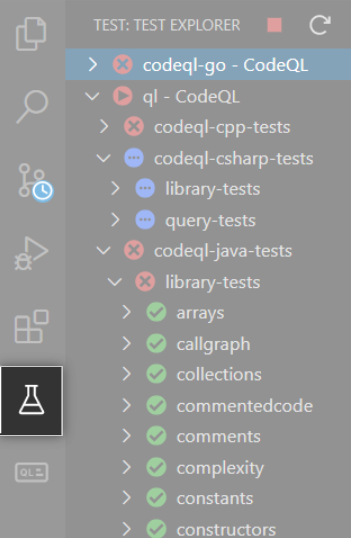 TEST: TEST EXPLORER
codeql-go - CodeQL
ql - CodeQL
codeql-cpp-tests
codeql-csharp-tests
library-tests
query-tests
codeql-java-tests
library-tests
arrays
callgraph
collections
commentedcode
comments
complexity
QL
constants
constructors